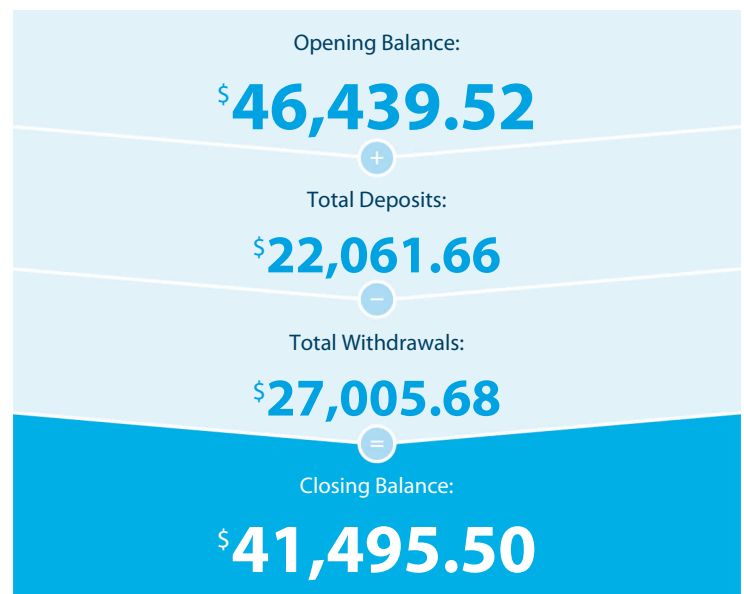 Opening Balance:
$46,439.52
+
Total Deposits:
$22,061.66
−
Total Withdrawals:
$27,005.68
=
Closing Balance:
$41,495.50